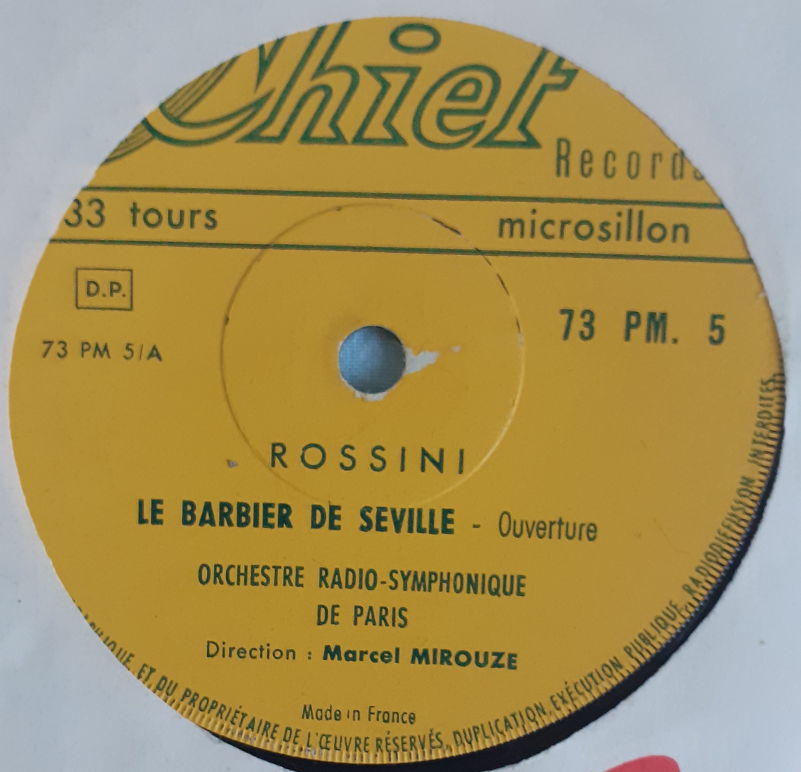 Chief
Records
33 tours
microsillon
D.P.
73 PM. 5
73 PM 5/A
ROSSINI
LE BARBIER DE SEVILLE - Ouverture
ORCHESTRE RADIO-SYMPHONIQUE
DE PARIS
Direction : Marcel MIROUZE
Made in France
ET DU PROPRIÉTAIRE DE L'ŒUVRE RÉSERVÉS. DUPLICATION, EXÉCUTION PUBLIQUE, RADIODIFFUSION INTERDITES